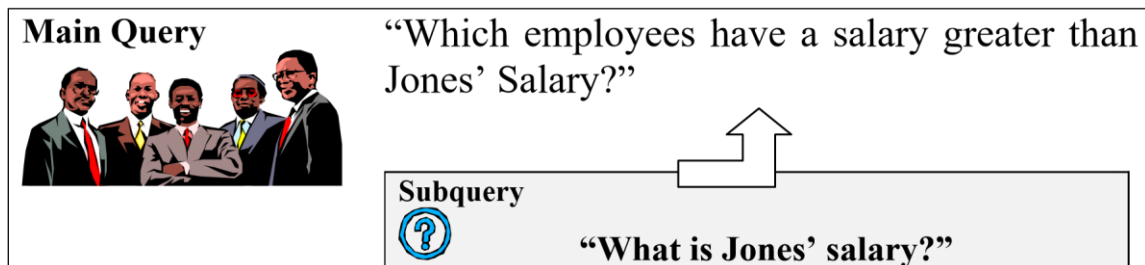 Main Query
“Which employees have a salary greater than
Jones’ Salary?”
Subquery
?
“What is Jones’ salary?”